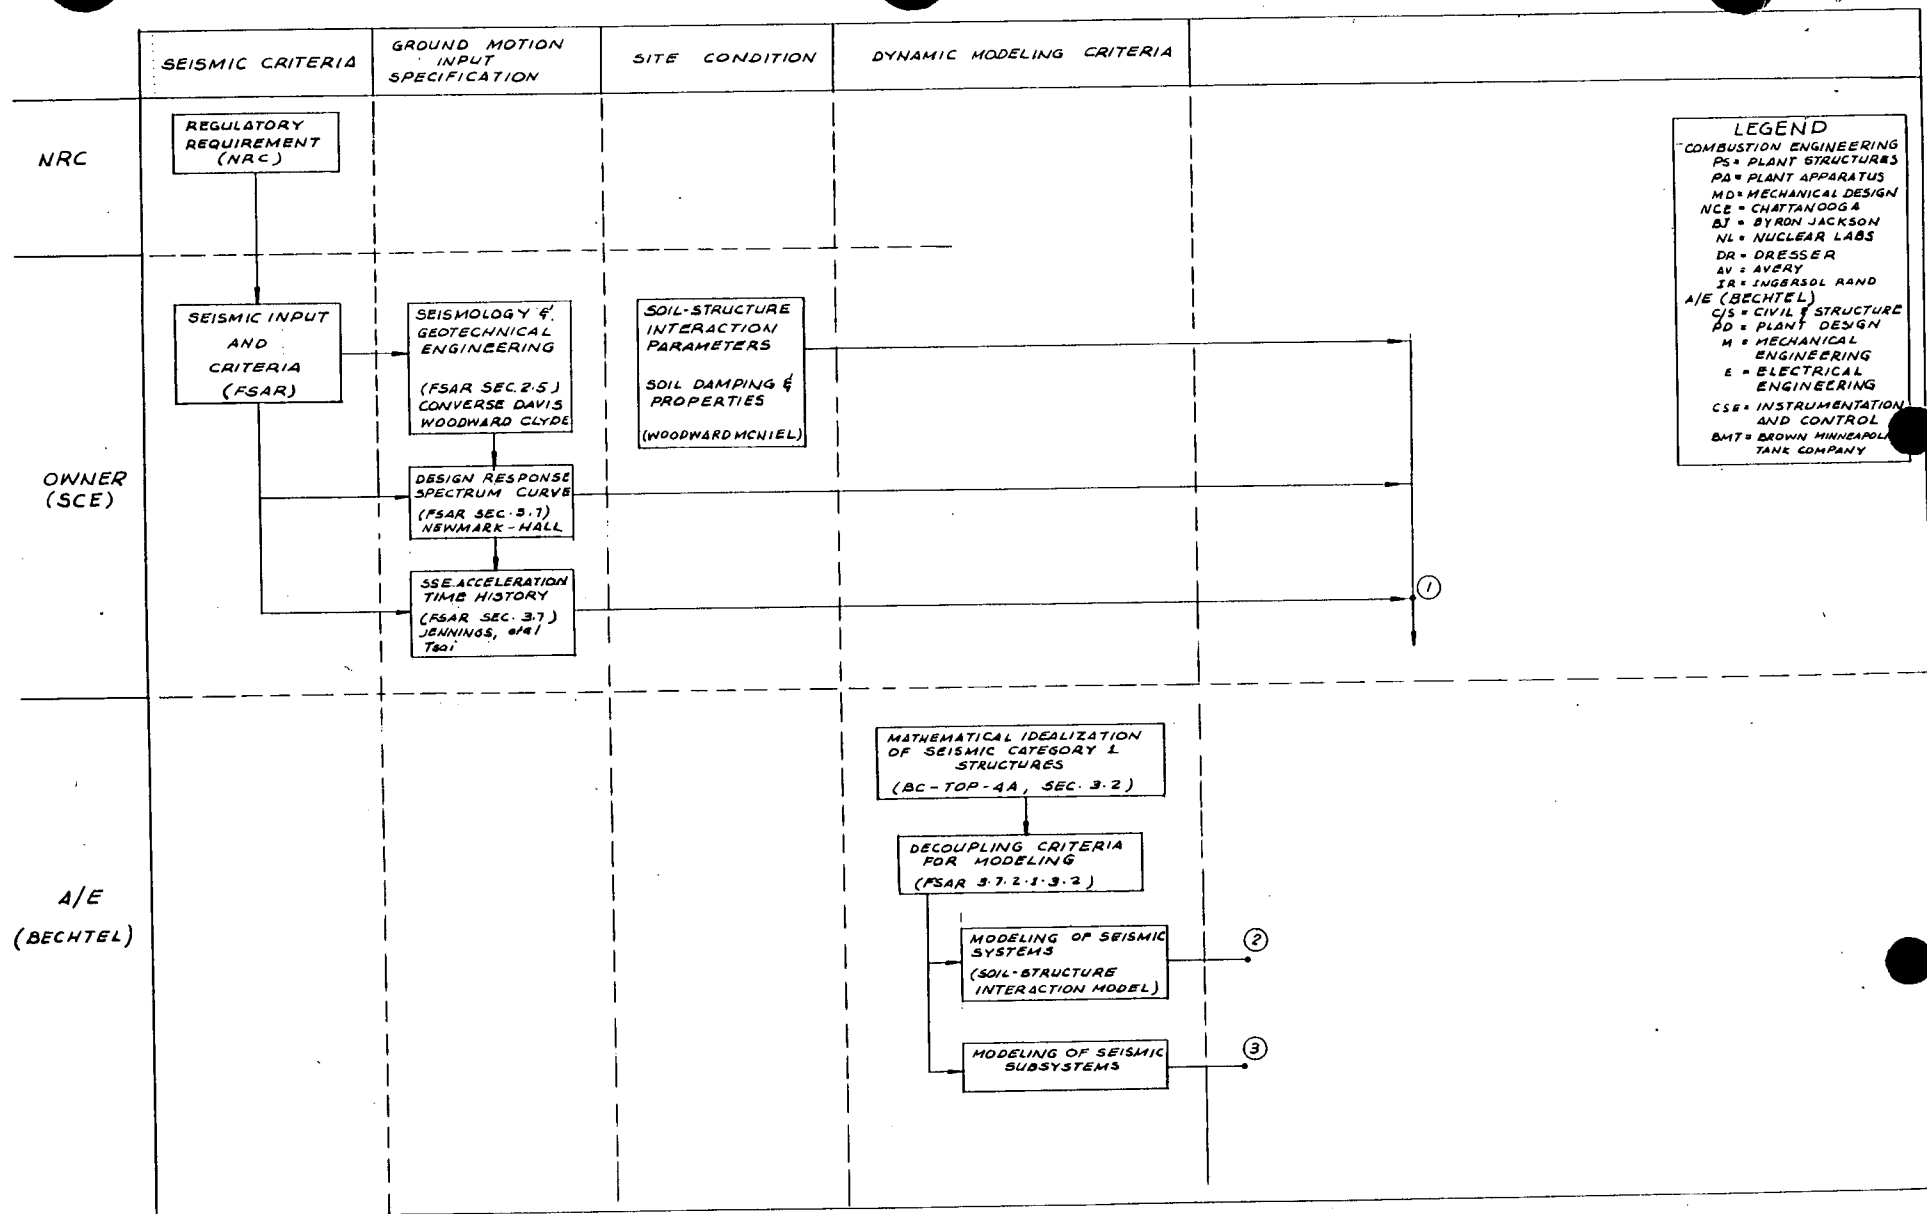 SEISMIC CRITERIA
GROUND MOTION
INPUT
SPECIFICATION
SITE CONDITION
DYNAMIC MODELING CRITERIA
NRC
REGULATORY
REQUIREMENT
(NRC)
LEGEND
COMBUSTION ENGINEERING
PS = PLANT STRUCTURES
PA = PLANT APPARATUS
MD = MECHANICAL DESIGN
NCE = CHATTANOOGA
BJ = BYRON JACKSON
NL = NUCLEAR LABS
DR = DRESSER
AV = AVERY
IR = INGERSOL RAND
A/E (BECHTEL)
C/S = CIVIL & STRUCTURE
PD = PLANT DESIGN
M = MECHANICAL
ENGINEERING
E = ELECTRICAL
ENGINEERING
CSE = INSTRUMENTATION
AND CONTROL
BMT = BROWN MINNEAPOLI
TANK COMPANY
OWNER
(SCE)
SEISMIC INPUT
AND
CRITERIA
(FSAR)
SEISMOLOGY &
GEOTECHNICAL
ENGINEERING
(FSAR SEC. 2.5)
CONVERSE DAVIS
WOODWARD CLYDE
SOIL-STRUCTURE
INTERACTION
PARAMETERS
SOIL DAMPING &
PROPERTIES
(WOODWARD MCNIEL)
DESIGN RESPONSE
SPECTRUM CURVE
(FSAR SEC. 3.7)
NEWMARK-HALL
SSE ACCELERATION
TIME HISTORY
(FSAR SEC. 3.7)
JENNINGS, etal
Tsai
1
A/E
(BECHTEL)
MATHEMATICAL IDEALIZATION
OF SEISMIC CATEGORY 1
STRUCTURES
(BC-TOP-4A, SEC. 3.2)
DECOUPLING CRITERIA
FOR MODELING
(FSAR 3.7.2.1.3.2)
MODELING OF SEISMIC
SYSTEMS
(SOIL-STRUCTURE
INTERACTION MODEL)
2
MODELING OF SEISMIC
SUBSYSTEMS
3